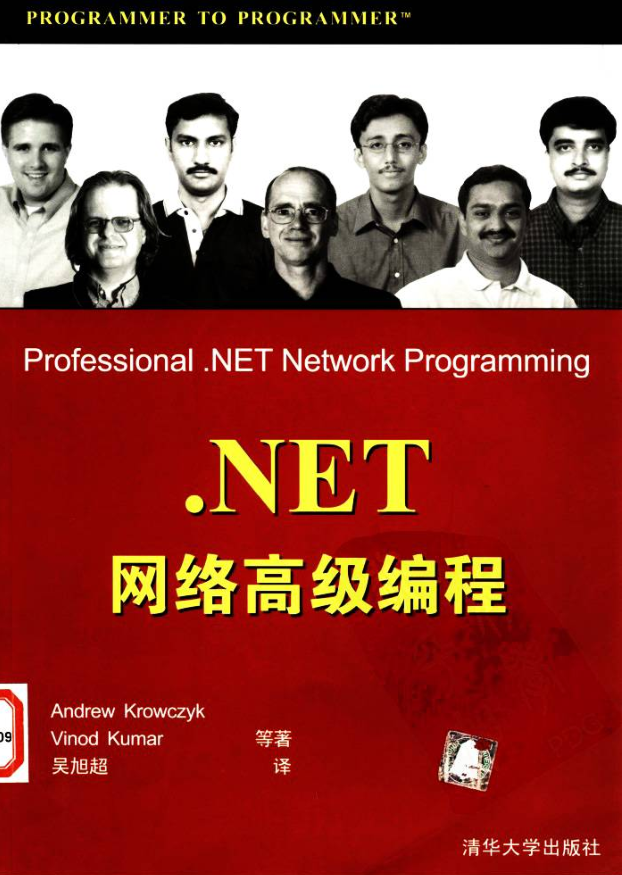 PROGRAMMER TO PROGRAMMER™
Professional .NET Network Programming
.NET
网络高级编程
Andrew Krowczyk
Vinod Kumar 等著
吴旭超 译
09
清华大学出版社